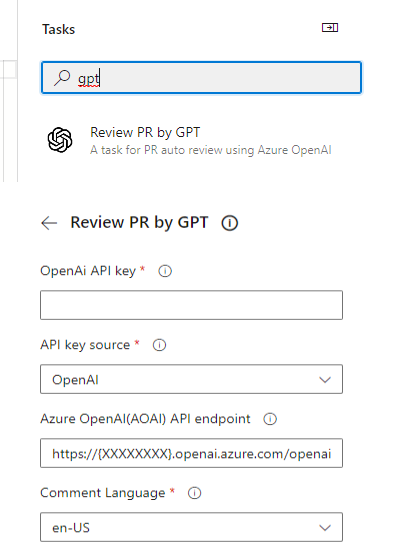 Tasks
gpt
Review PR by GPT
A task for PR auto review using Azure OpenAI
Review PR by GPT
OpenAi API key *
API key source *
OpenAI
Azure OpenAI(AOAI) API endpoint
https://{XXXXXXXX}.openai.azure.com/openai
Comment Language *
en-US